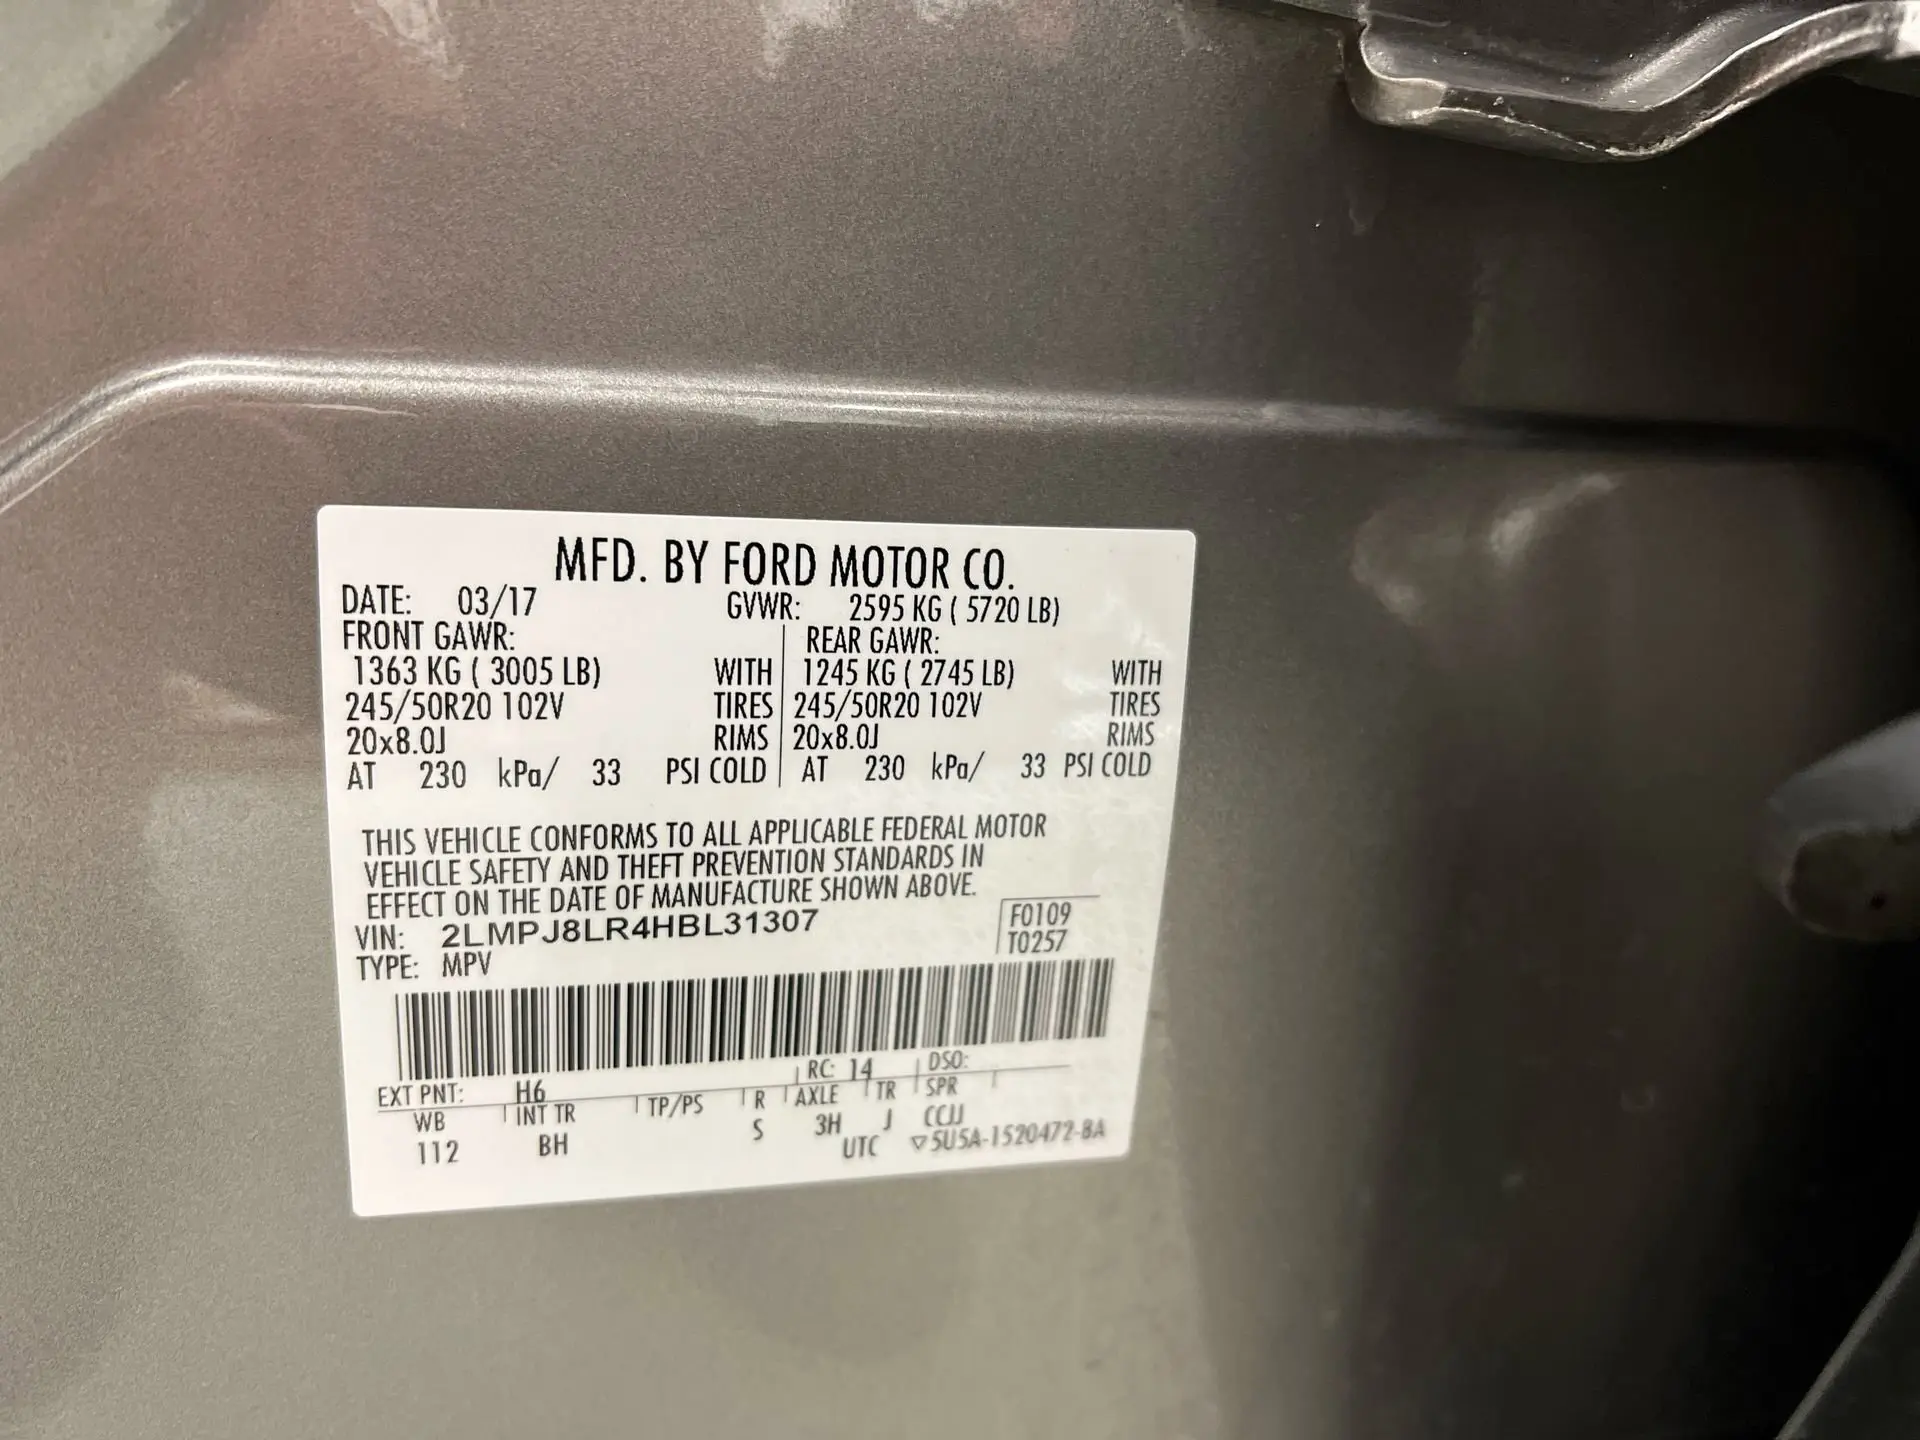 MFD. BY FORD MOTOR CO.
DATE: 03/17 GVWR: 2595 KG ( 5720 LB)
FRONT GAWR: REAR GAWR:
1363 KG ( 3005 LB) WITH 1245 KG ( 2745 LB) WITH
245/50R20 102V TIRES 245/50R20 102V TIRES
20x8.0J RIMS 20x8.0J RIMS
AT 230 kPa/ 33 PSI COLD AT 230 kPa/ 33 PSI COLD
THIS VEHICLE CONFORMS TO ALL APPLICABLE FEDERAL MOTOR
VEHICLE SAFETY AND THEFT PREVENTION STANDARDS IN
EFFECT ON THE DATE OF MANUFACTURE SHOWN ABOVE.
VIN: 2LMPJ8LR4HBL31307 F0109
TYPE: MPV T0257
EXT PNT: H6 RC: 14 DSO:
WB INT TR TP/PS R AXLE TR SPR
112 BH S 3H J CCJJ
UTC ▽5U5A-1520472-BA